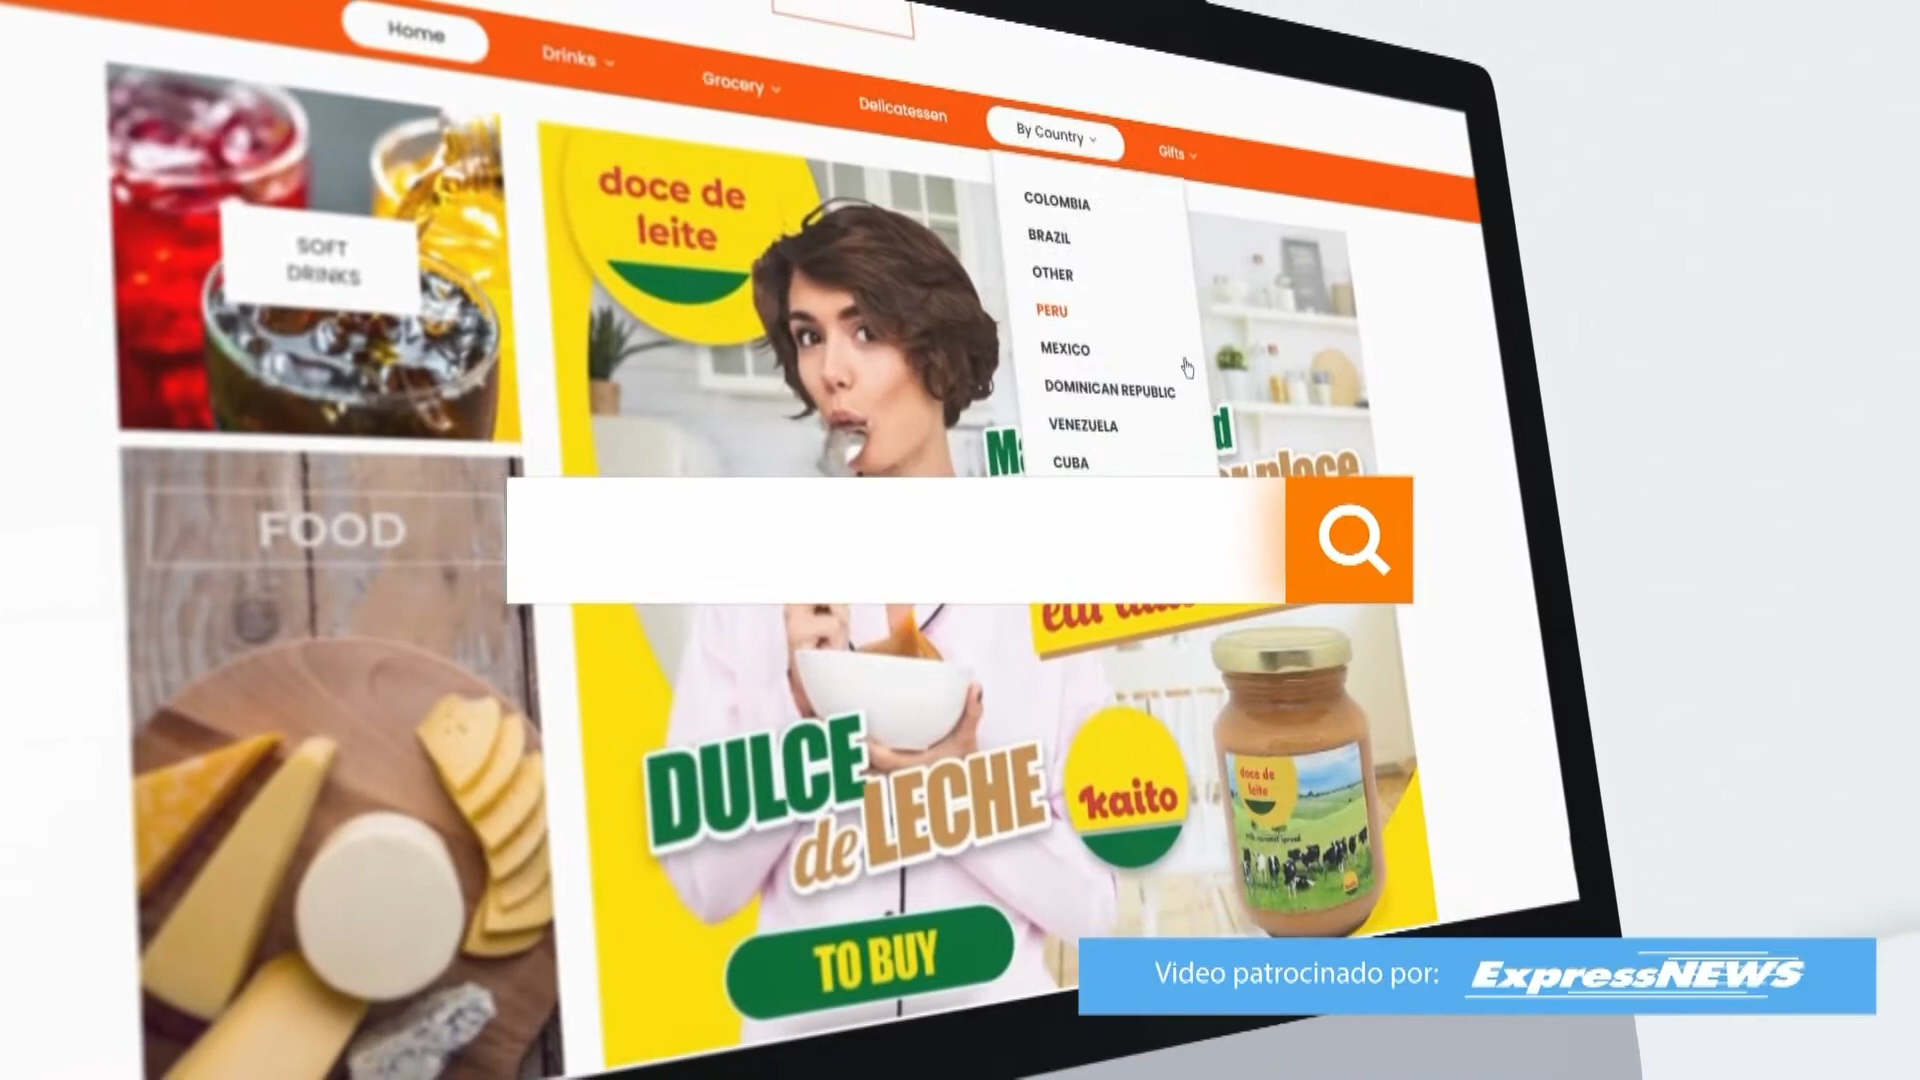 Home
Drinks
Grocery
Delicatessen
By Country
Gifts
SOFT
DRINKS
doce de
leite
COLOMBIA
BRAZIL
OTHER
PERU
MEXICO
DOMINICAN REPUBLIC
VENEZUELA
CUBA
FOOD
DULCE
de LECHE
kaito
doce de
leite
TO BUY
Video patrocinado por: ExpressNEWS